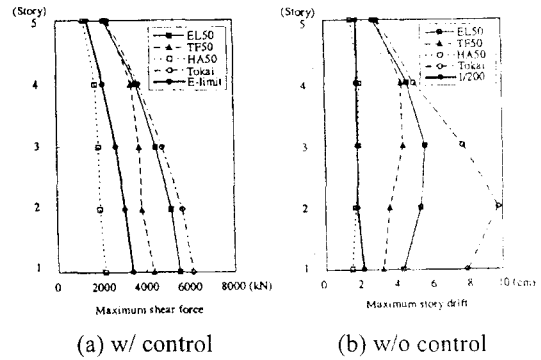 (Story)
5
4
3
2
1
EL50
TF50
HA50
Tokai
E-limit
0 2000 4000 6000 8000 (kN)
Maximum shear force
(a) w/ control
(Story)
5
4
3
2
1
EL50
TF50
HA50
Tokai
1/200
0 2 4 6 8 10 (cm)
Maximum story drift
(b) w/o control